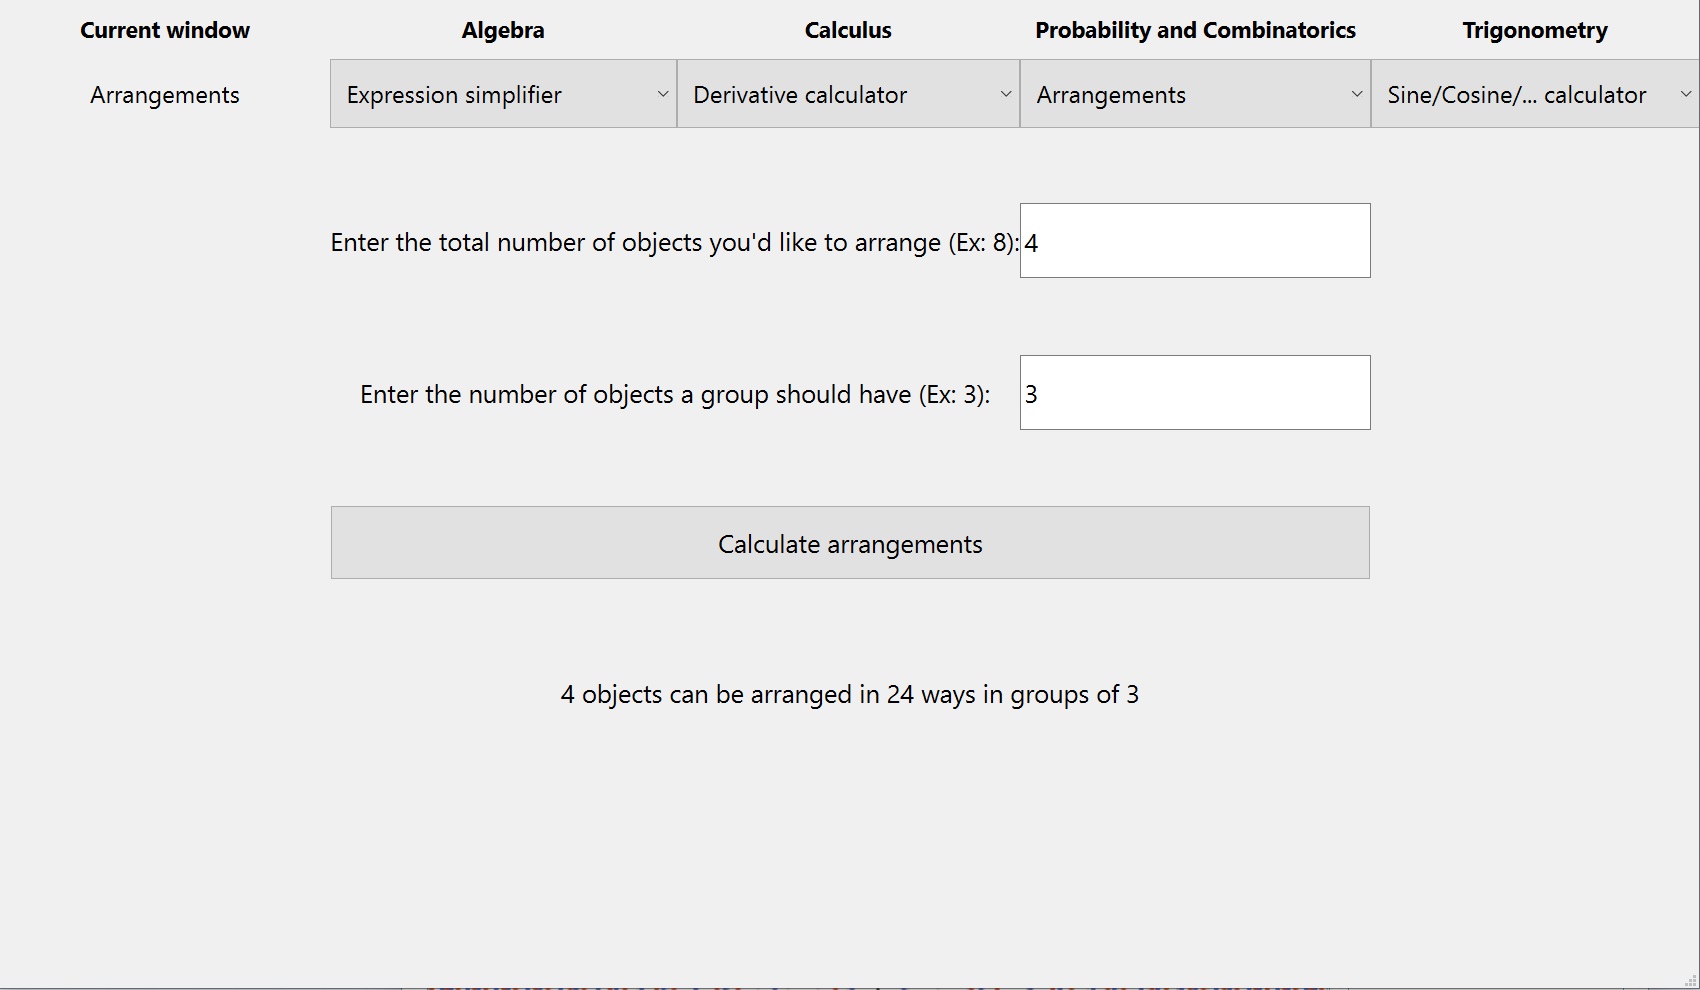 Current window Algebra Calculus Probability and Combinatorics Trigonometry
Arrangements Expression simplifier Derivative calculator Arrangements Sine/Cosine/... calculator
Enter the total number of objects you'd like to arrange (Ex: 8): 4
Enter the number of objects a group should have (Ex: 3): 3
Calculate arrangements
4 objects can be arranged in 24 ways in groups of 3